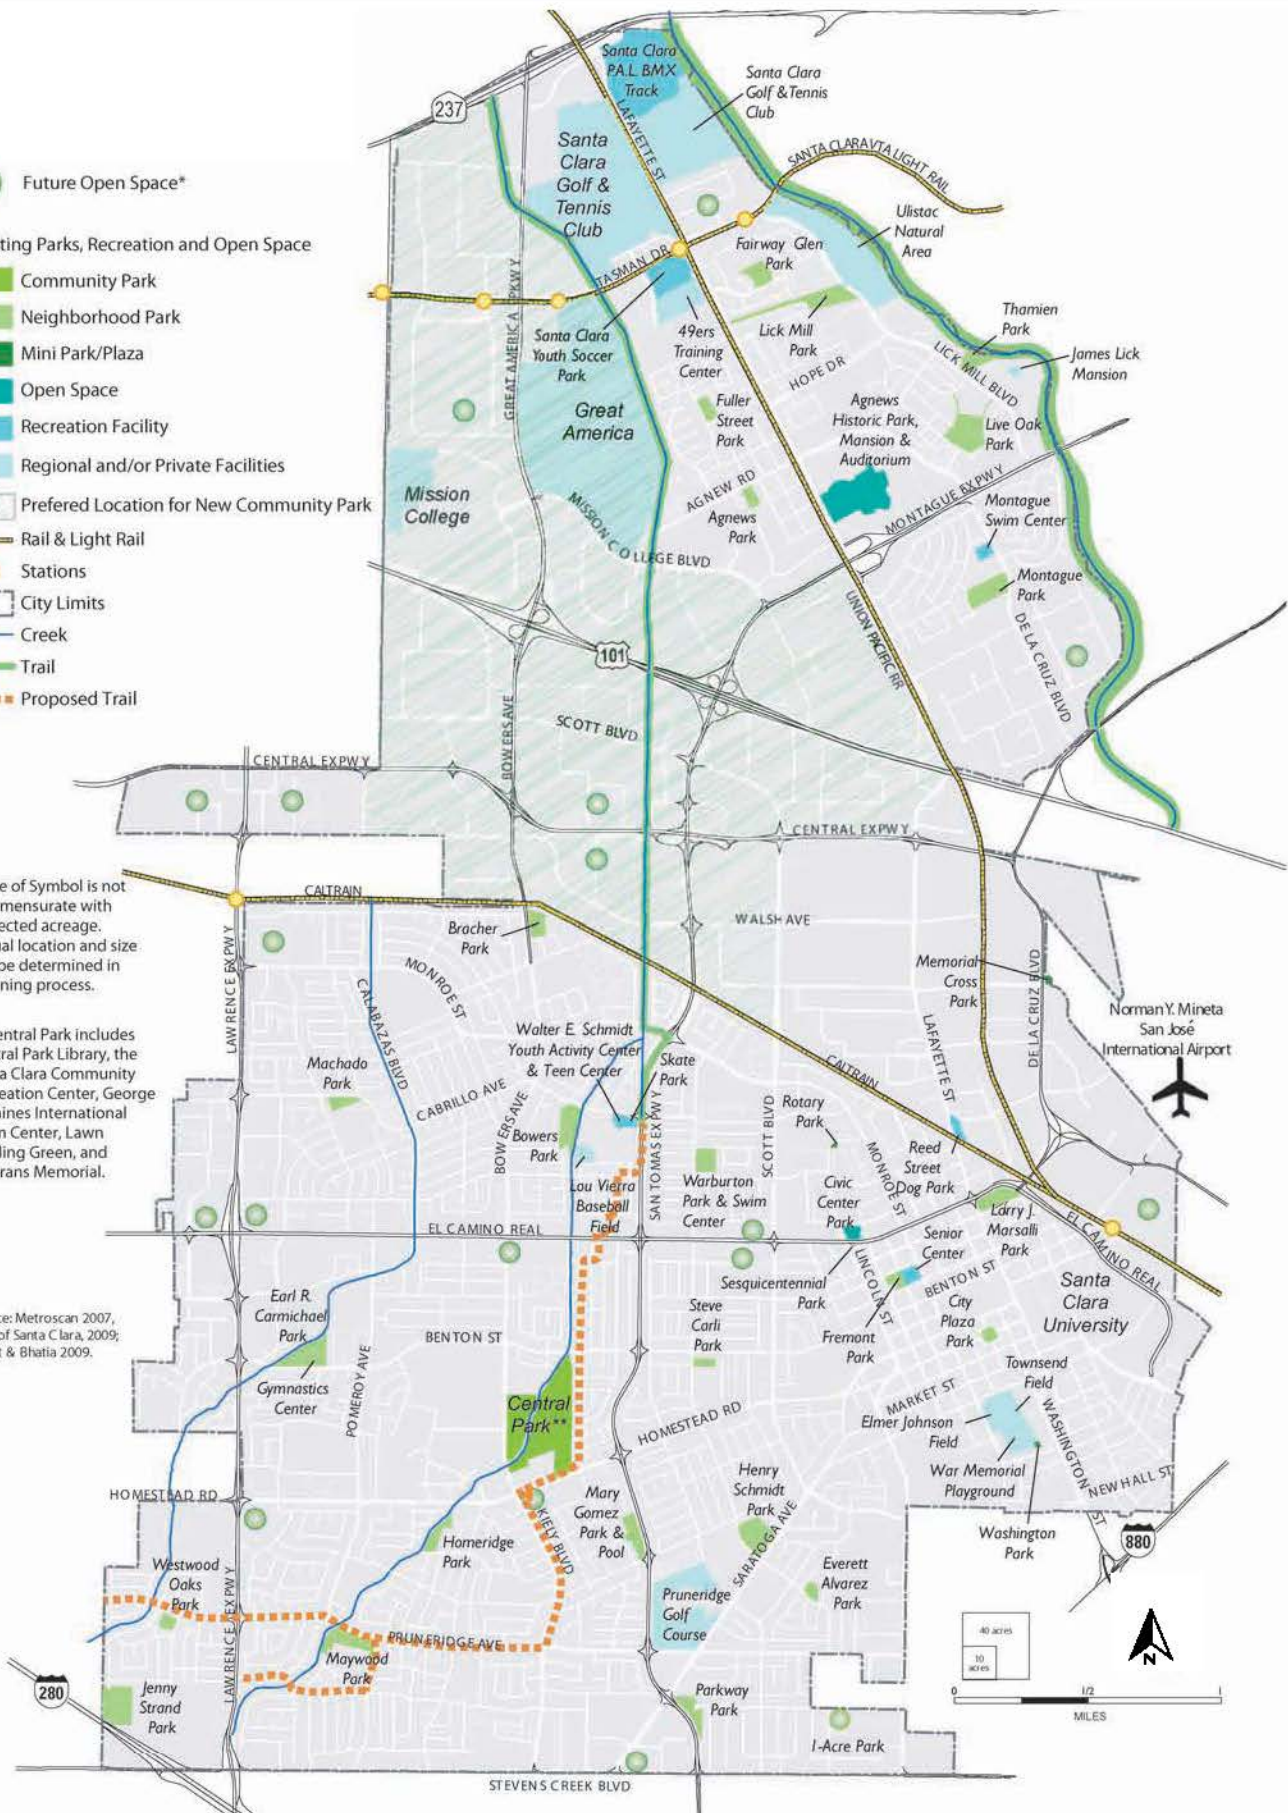 Future Open Space*
ting Parks, Recreation and Open Space
Community Park
Neighborhood Park
Mini Park/Plaza
Open Space
Recreation Facility
Regional and/or Private Facilities
Prefered Location for New Community Park
Rail & Light Rail
Stations
City Limits
Creek
Trail
Proposed Trail
e of Symbol is not
mensurate with
ected acreage.
ual location and size
be determined in
ning process.
entral Park includes
tral Park Library, the
a Clara Community
eation Center, George
aines International
m Center, Lawn
ling Green, and
rans Memorial.
e: Metroscan 2007,
of Santa Clara, 2009;
t & Bhatia 2009.
237
Santa Clara
P.A.L. BMX
Track
Santa Clara
Golf & Tennis
Club
LAFAYETTE ST
Santa
Clara
Golf &
Tennis
Club
SANTA CLARA VTA LIGHT RAIL
Ulistac
Natural
Area
Fairway Glen
Park
TASMAN DR
GREAT AMERICA PKWY
Santa Clara
Youth Soccer
Park
49ers
Training
Center
Lick Mill
Park
HOPE DR
Thamien
Park
LICK MILL BLVD
James Lick
Mansion
Great
America
Fuller
Street
Park
Agnews
Historic Park,
Mansion &
Auditorium
Live Oak
Park
Mission
College
MISSION COLLEGE BLVD
AGNEW RD
Agnews
Park
MONTAGUE EXPWY
Montague
Swim Center
Montague
Park
UNION PACIFIC RR
DE LA CRUZ BLVD
101
BOWERS AVE
SCOTT BLVD
CENTRAL EXPWY
CENTRAL EXPWY
CALTRAIN
WALSH AVE
Bracher
Park
LAWRENCE EXPWY
MONROE ST
CALABAZAS BLVD
Memorial
Cross
Park
DE LA CRUZ BLVD
Norman Y. Mineta
San José
International Airport
LAFAYETTE ST
Walter E. Schmidt
Youth Activity Center
& Teen Center
Skate
Park
Machado
Park
CABRILLO AVE
BOWERS AVE
CALTRAIN
Rotary
Park
SCOTT BLVD
Bowers
Park
SAN TOMAS EXPWY
MONROE ST
Reed
Street
Dog Park
Lou Vierra
Baseball
Field
Warburton
Park & Swim
Center
Civic
Center
Park
Larry J.
Marsalli
Park
EL CAMINO REAL
EL CAMINO REAL
Senior
Center
LINCOLN ST
Sesquicentennial
Park
BENTON ST
Santa
Clara
University
Earl R.
Carmichael
Park
City
Plaza
Park
Steve
Carli
Park
Fremont
Park
BENTON ST
POMEROY AVE
Gymnastics
Center
Townsend
Field
Central
Park**
MARKET ST
Elmer Johnson
Field
WASHINGTON ST
HOMESTEAD RD
War Memorial
Playground
NEWHALL ST
HOMESTEAD RD
Henry
Schmidt
Park
Mary
Gomez
Park &
Pool
SARATOGA AVE
Washington
Park
880
KIELY BLVD
Homeridge
Park
Westwood
Oaks
Park
Everett
Alvarez
Park
Pruneridge
Golf
Course
LAWRENCE EXPWY
PRUNERIDGE AVE
Maywood
Park
280
Jenny
Strand
Park
Parkway
Park
1-Acre Park
STEVENS CREEK BLVD
40 acres
10
acres
N
0 1/2 1
MILES